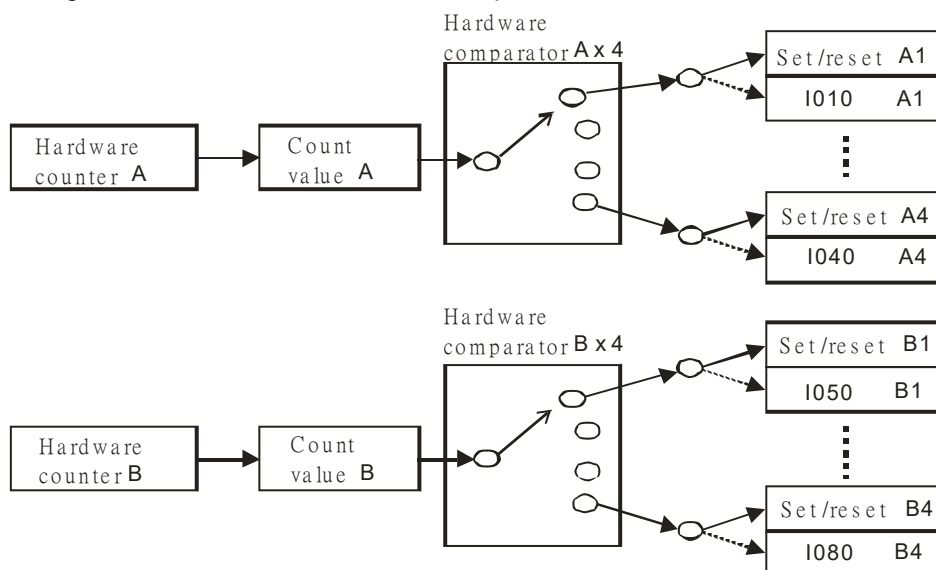 Hardware
comparator A x 4
Set/reset A1
I010 A1
Hardware
counter A
Count
value A
Set/reset A4
I040 A4
Hardware
comparator B x 4
Set/reset B1
I050 B1
Hardware
counter B
Count
value B
Set/reset B4
I080 B4